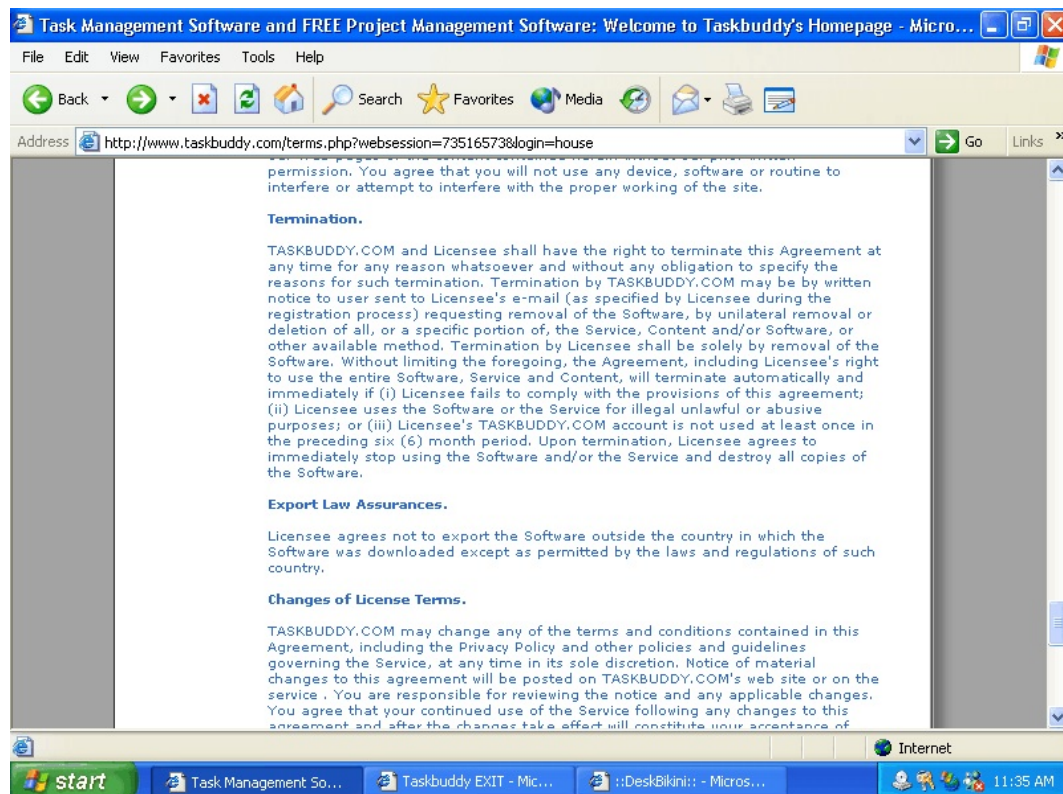 Task Management Software and FREE Project Management Software: Welcome to Taskbuddy's Homepage - Micro...
File Edit View Favorites Tools Help
Back Search Favorites Media
Address http://www.taskbuddy.com/terms.php?websession=73516573&login=house Go Links »
permission. You agree that you will not use any device, software or routine to
interfere or attempt to interfere with the proper working of the site.
Termination.
TASKBUDDY.COM and Licensee shall have the right to terminate this Agreement at
any time for any reason whatsoever and without any obligation to specify the
reasons for such termination. Termination by TASKBUDDY.COM may be by written
notice to user sent to Licensee's e-mail (as specified by Licensee during the
registration process) requesting removal of the Software, by unilateral removal or
deletion of all, or a specific portion of, the Service, Content and/or Software, or
other available method. Termination by Licensee shall be solely by removal of the
Software. Without limiting the foregoing, the Agreement, including Licensee's right
to use the entire Software, Service and Content, will terminate automatically and
immediately if (i) Licensee fails to comply with the provisions of this agreement;
(ii) Licensee uses the Software or the Service for illegal unlawful or abusive
purposes; or (iii) Licensee's TASKBUDDY.COM account is not used at least once in
the preceding six (6) month period. Upon termination, Licensee agrees to
immediately stop using the Software and/or the Service and destroy all copies of
the Software.
Export Law Assurances.
Licensee agrees not to export the Software outside the country in which the
Software was downloaded except as permitted by the laws and regulations of such
country.
Changes of License Terms.
TASKBUDDY.COM may change any of the terms and conditions contained in this
Agreement, including the Privacy Policy and other policies and guidelines
governing the Service, at any time in its sole discretion. Notice of material
changes to this agreement will be posted on TASKBUDDY.COM's web site or on the
service . You are responsible for reviewing the notice and any applicable changes.
You agree that your continued use of the Service following any changes to this
agreement and after the changes take effect will constitute your acceptance of
Internet
start Task Management So... Taskbuddy EXIT - Mic... ::DeskBikini:: - Micros... 11:35 AM